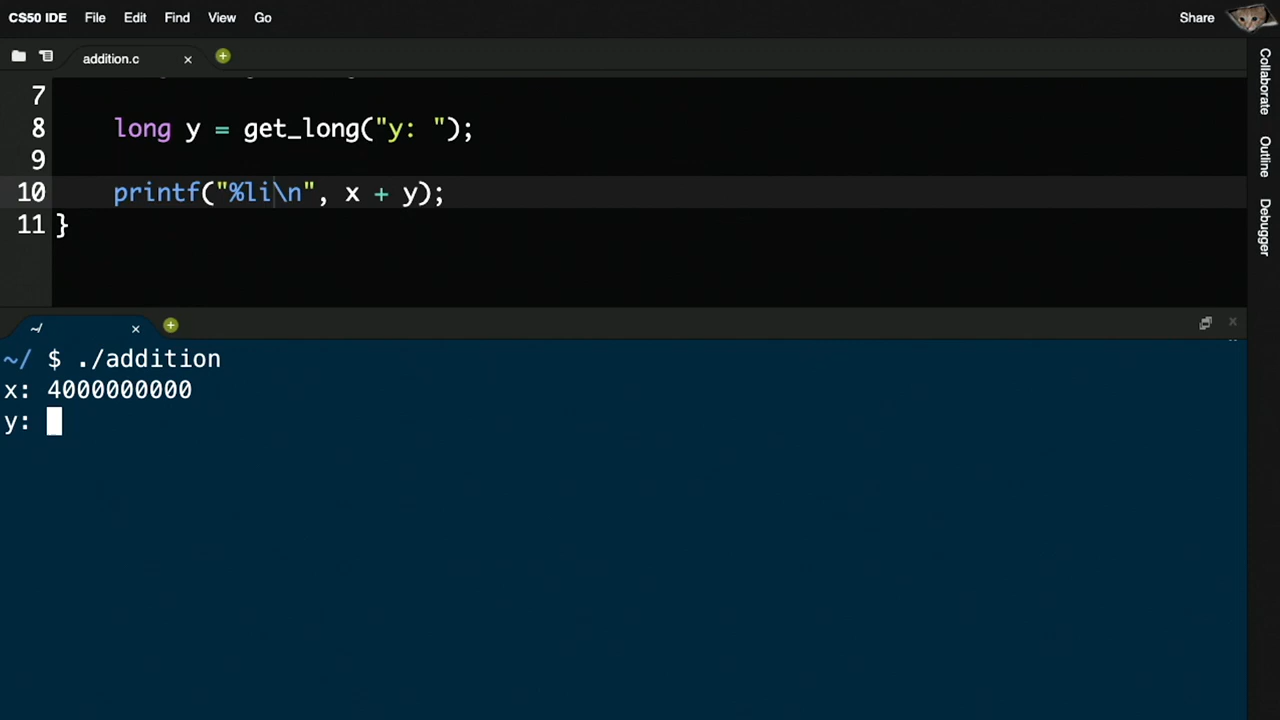 CS50 IDE File Edit Find View Go Share
addition.c
7
8 long y = get_long("y: ");
9
10 printf("%li\n", x + y);
11 }
Collaborate
Outline
Debugger
~/
~/ $ ./addition
x: 4000000000
y: